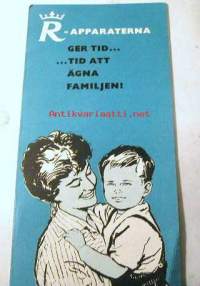 R-APPARATERNA
GER TID...
...TID ATT
ÄGNA
FAMILJEN!
Antikvariaatti.net